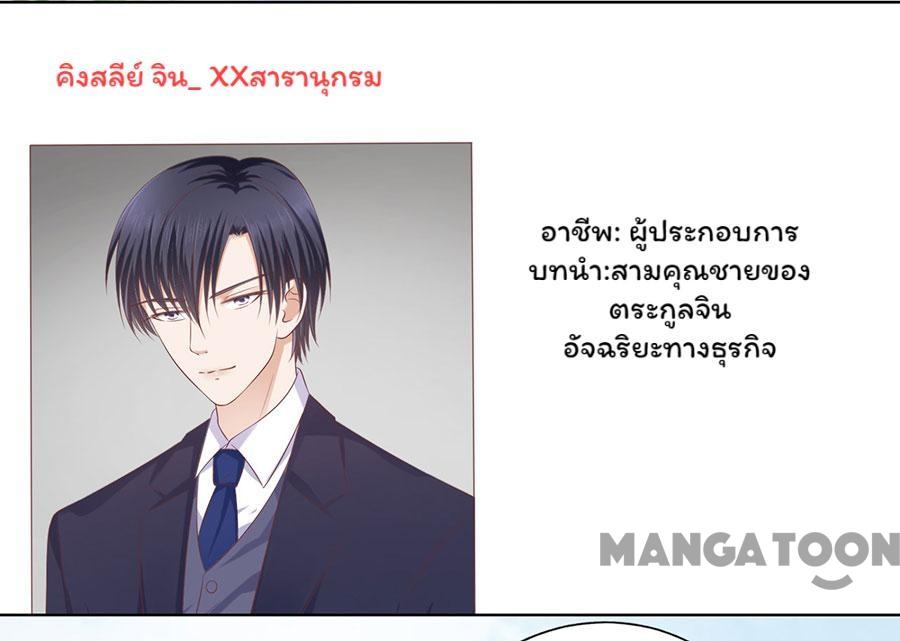 คิงสลีย์ จิน_ XXสารานุกรม
อาชีพ: ผู้ประกอบการ
บทนำ:สามคุณชายของ
ตระกูลจิน
อัจฉริยะทางธุรกิจ
MANGATOON